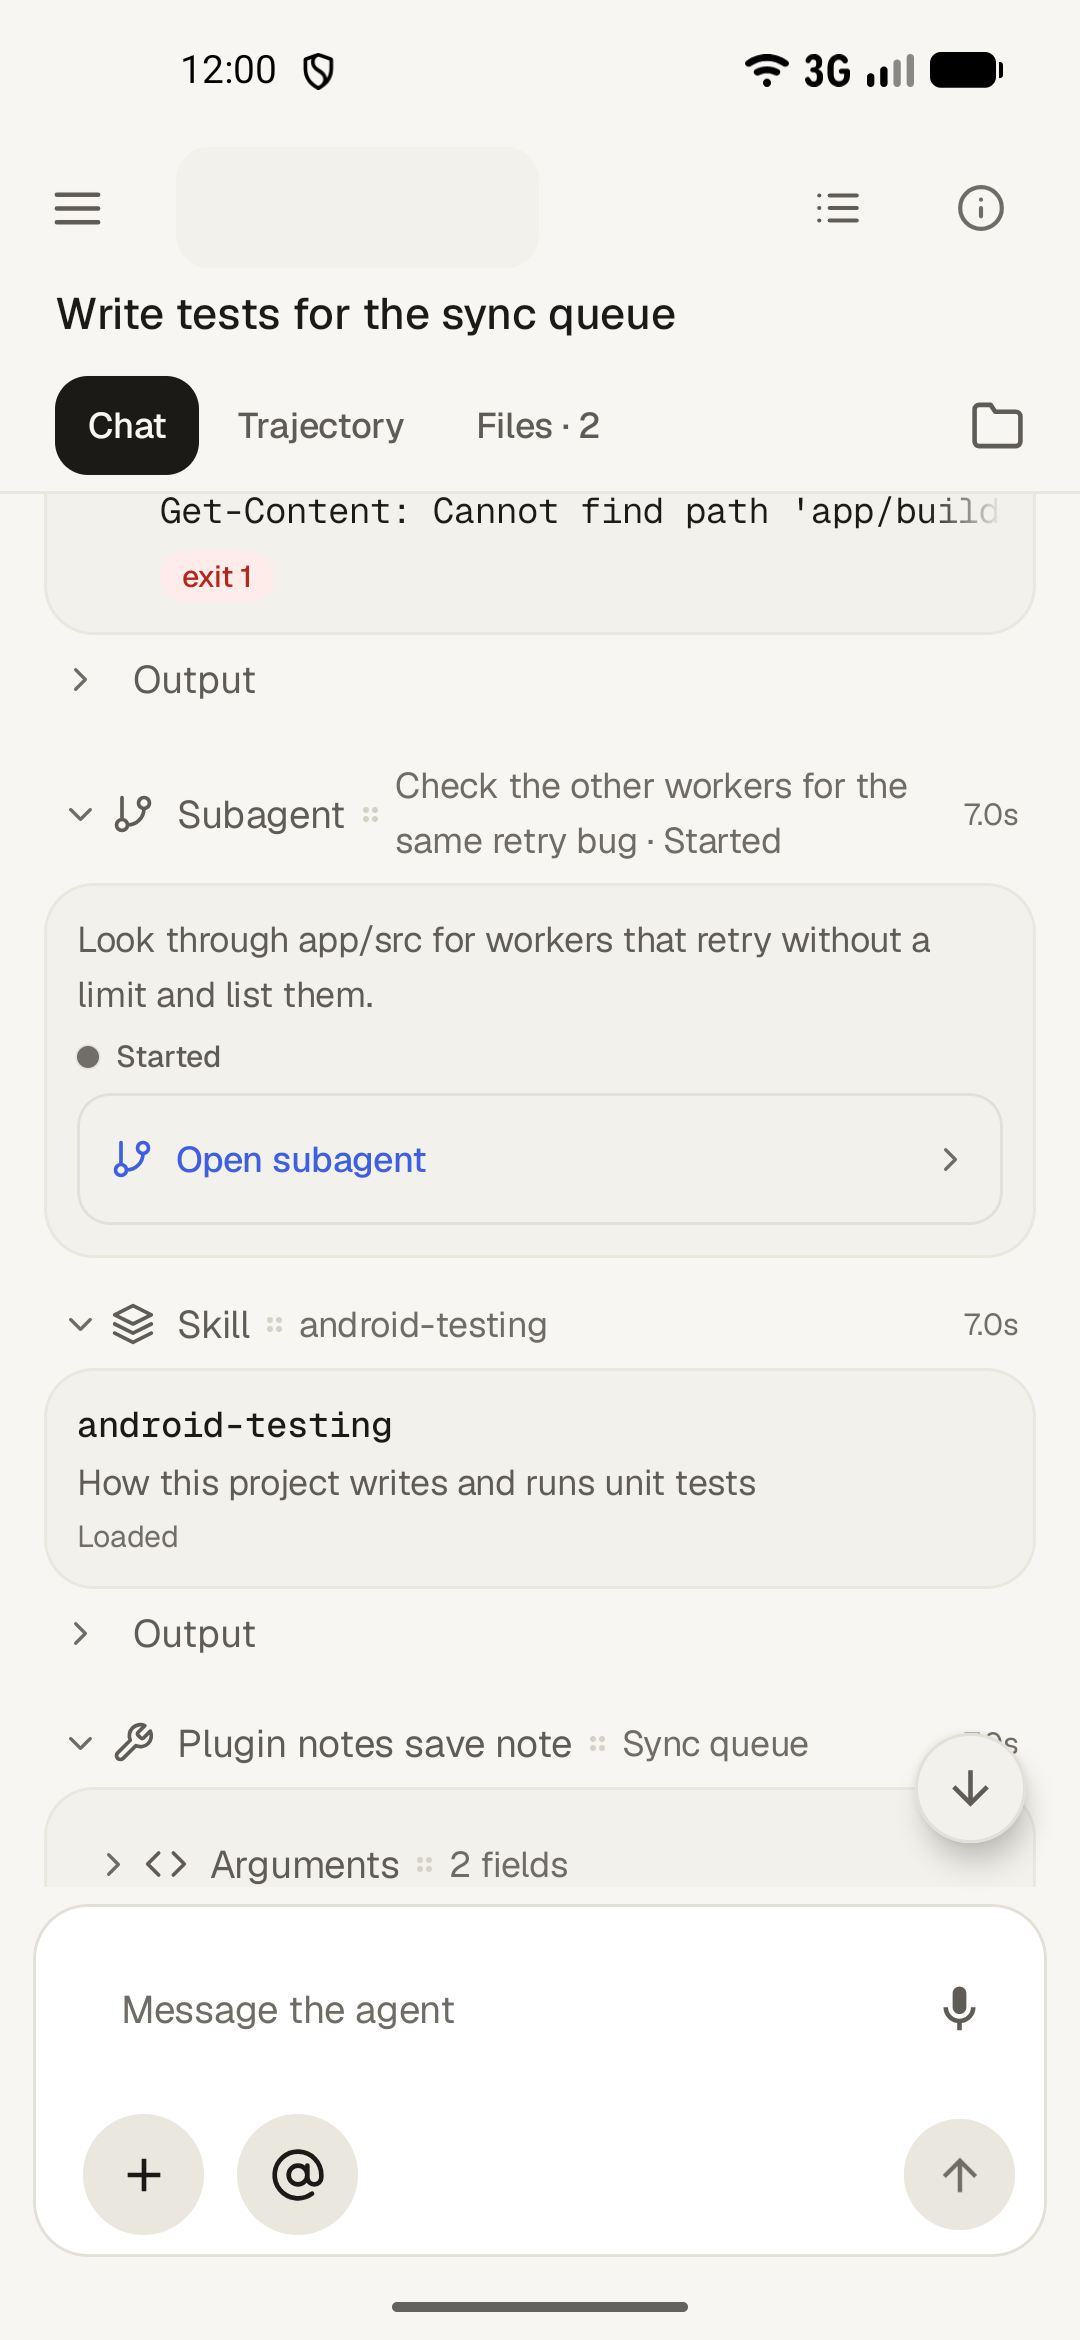 12:00
3G
Write tests for the sync queue
Chat
Trajectory
Files · 2
Get-Content: Cannot find path 'app/build
exit 1
Output
Subagent
Check the other workers for the
same retry bug · Started
7.0s
Look through app/src for workers that retry without a
limit and list them.
Started
Open subagent
Skill
android-testing
7.0s
android-testing
How this project writes and runs unit tests
Loaded
Output
Plugin notes save note
Sync queue
Arguments
2 fields
Message the agent